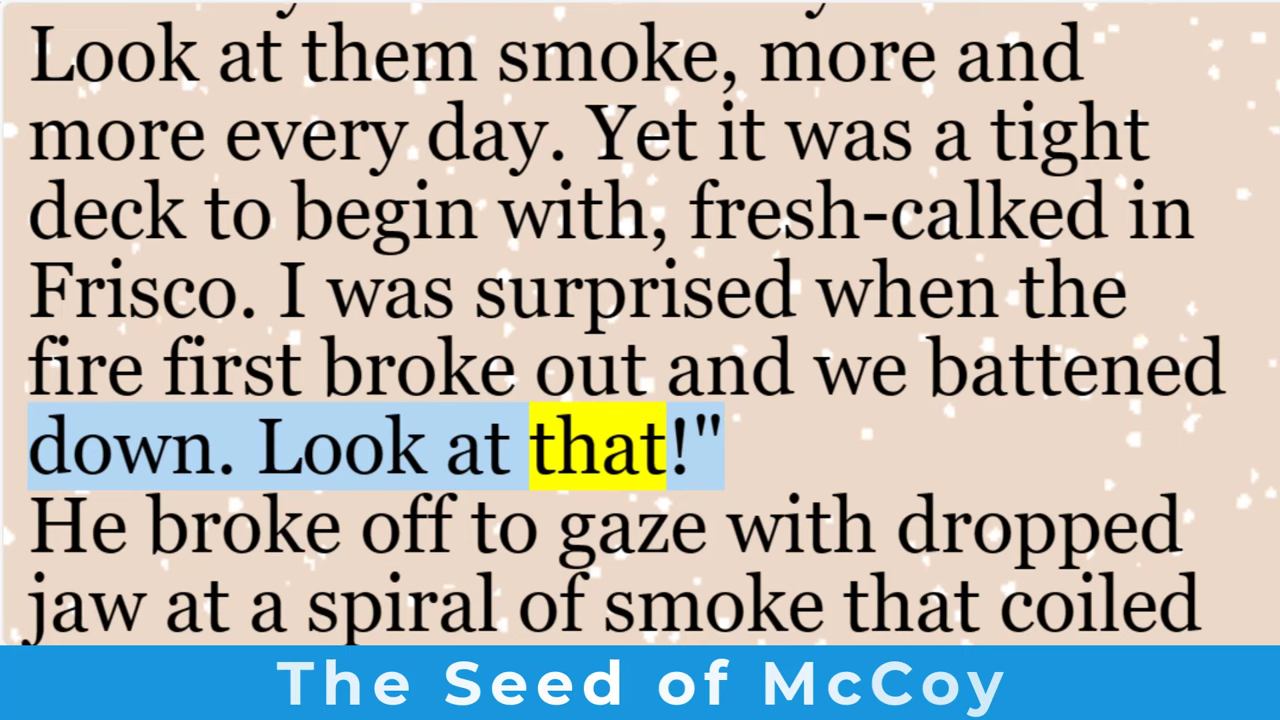 Look at them smoke, more and
more every day. Yet it was a tight
deck to begin with, fresh-calked in
Frisco. I was surprised when the
fire first broke out and we battened
down. Look at that!"
He broke off to gaze with dropped
jaw at a spiral of smoke that coiled
The Seed of McCoy